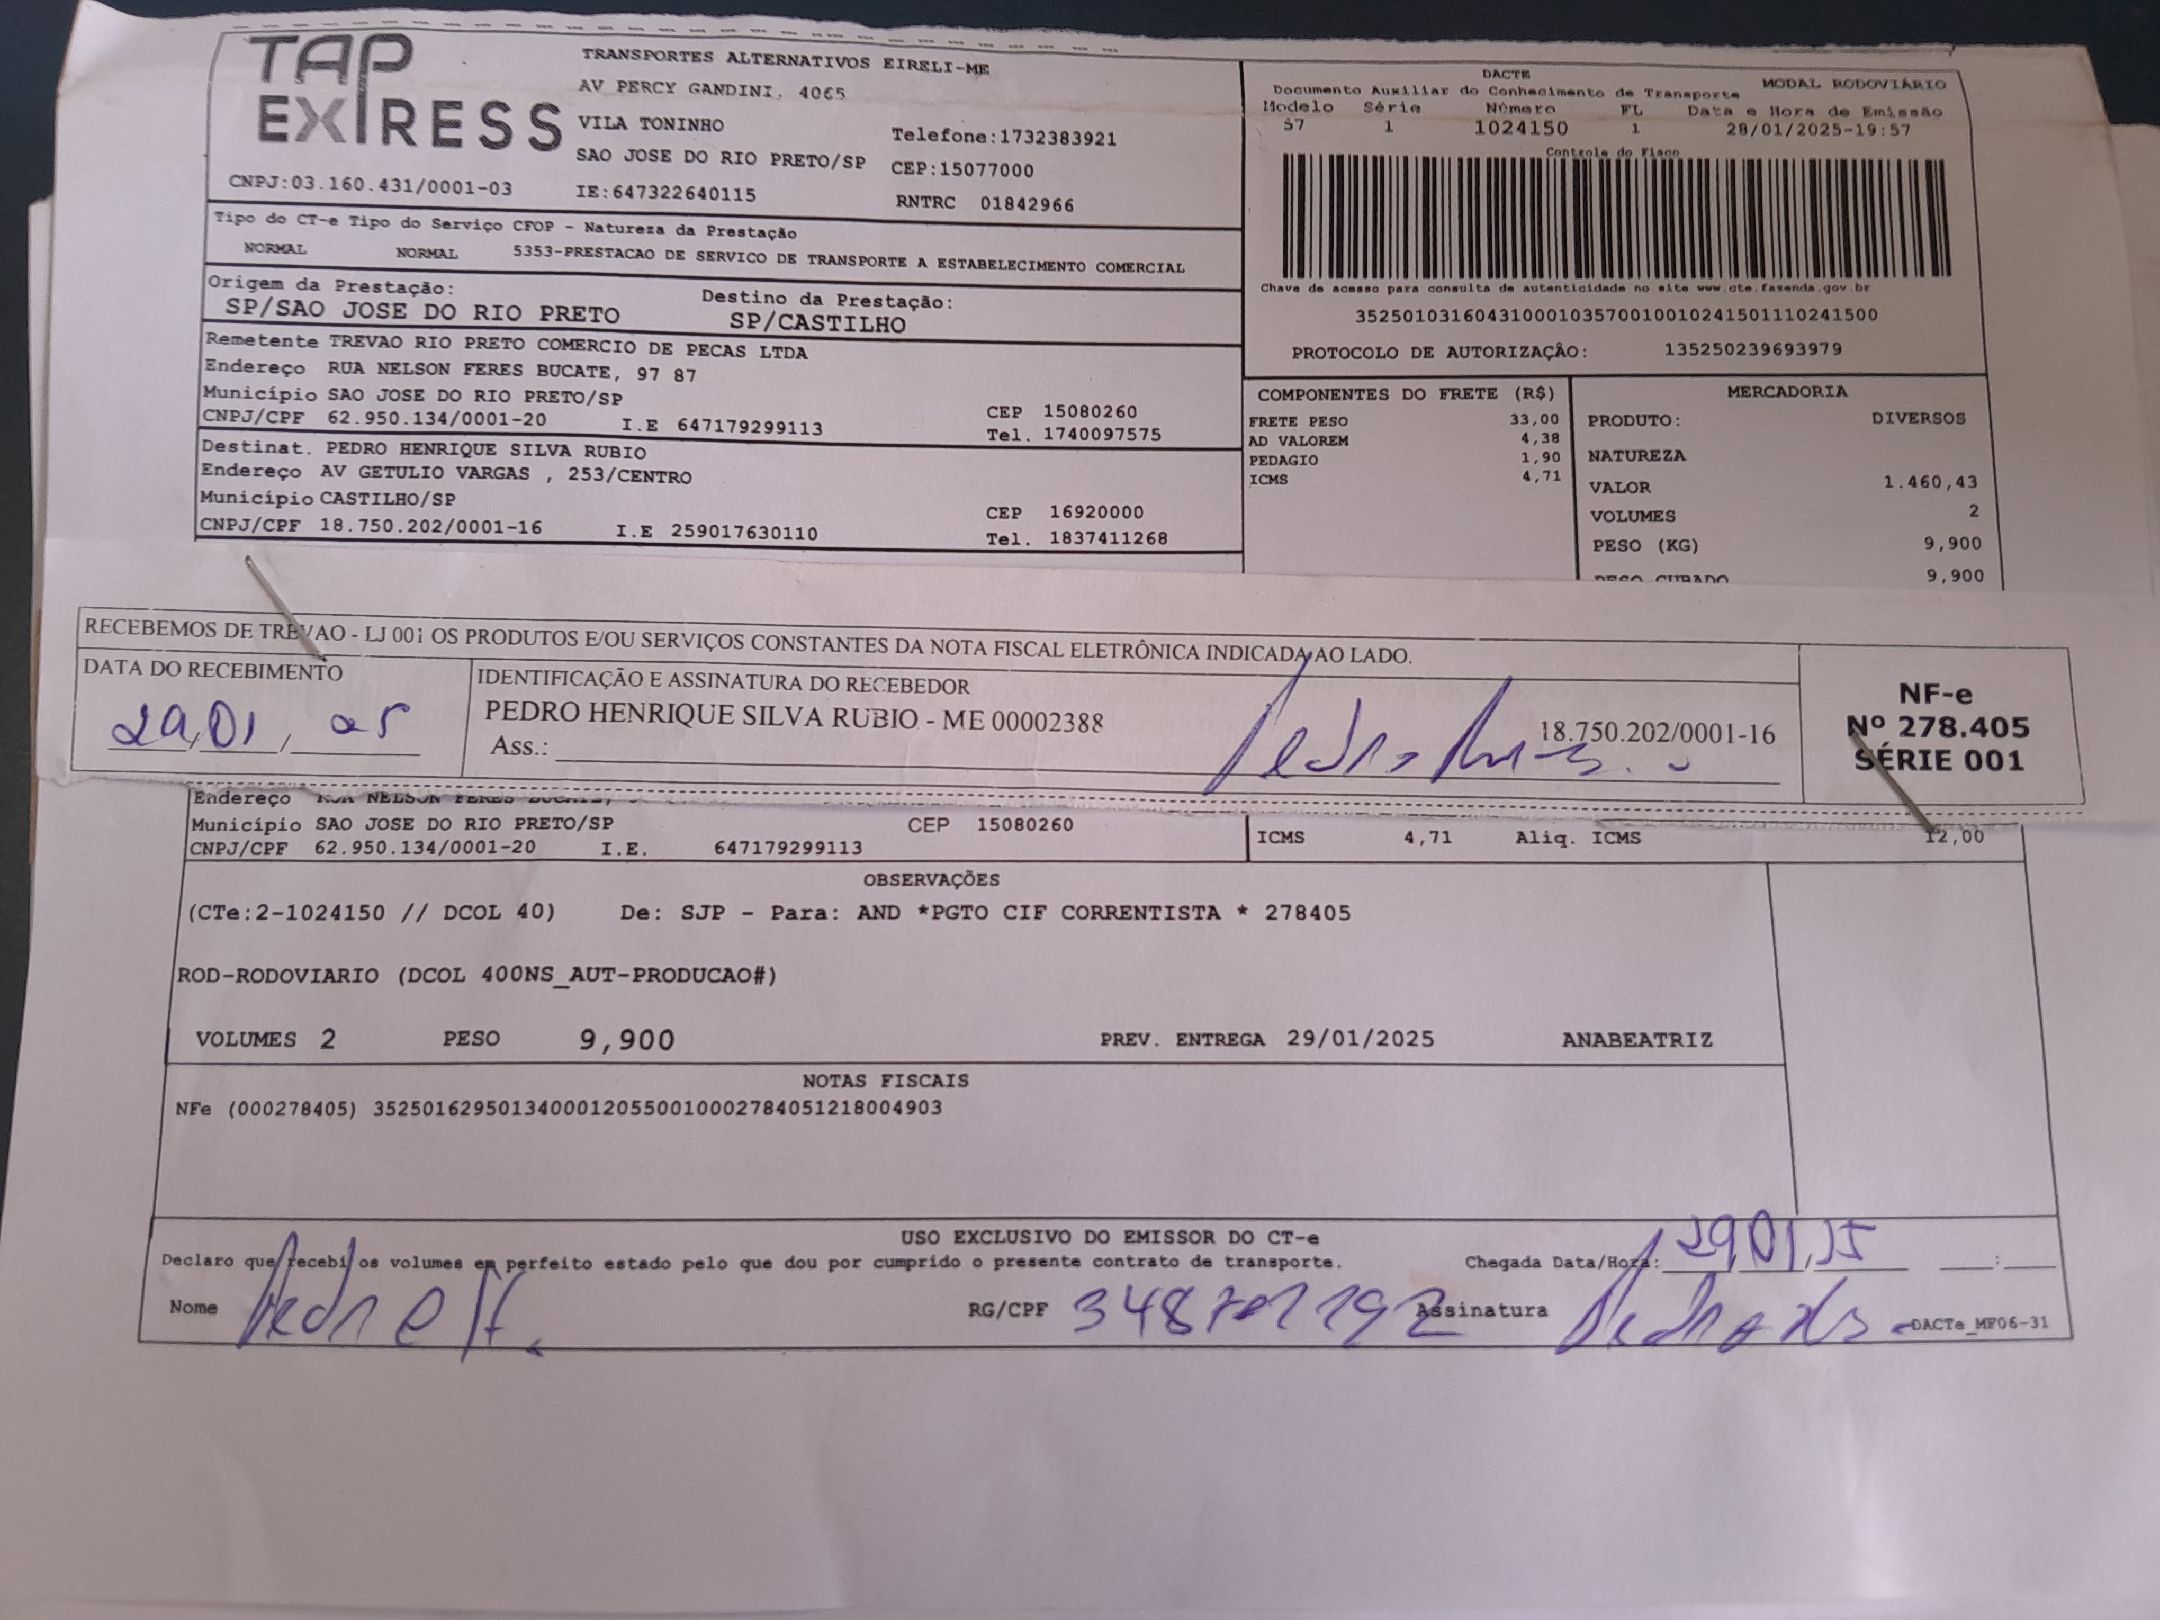 TAP EXPRESS
TRANSPORTES ALTERNATIVOS EIRELI-ME
AV PERCY GANDINI, 4065
VILA TONINHO
Telefone:1732383921
SAO JOSE DO RIO PRETO/SP CEP:15077000
CNPJ:03.160.431/0001-03 IE:647322640115 RNTRC 01842966
DACTE
MODAL RODOVIÁRIO
Documento Auxiliar do Conhecimento de Transporte
Modelo Série Número FL Data e Hora de Emissão
57 1 1024150 1 28/01/2025-19:57
Controle do Fisco
Chave de acesso para consulta de autenticidade no site www.cte.fazenda.gov.br
35250103160431000103570010010241501110241500
PROTOCOLO DE AUTORIZAÇÃO: 135250239693979
Tipo do CT-e Tipo do Serviço CFOP - Natureza da Prestação
NORMAL NORMAL 5353-PRESTACAO DE SERVICO DE TRANSPORTE A ESTABELECIMENTO COMERCIAL
Origem da Prestação: Destino da Prestação:
SP/SAO JOSE DO RIO PRETO SP/CASTILHO
Remetente TREVAO RIO PRETO COMERCIO DE PECAS LTDA
Endereço RUA NELSON FERES BUCATE, 97 87
Município SAO JOSE DO RIO PRETO/SP CEP 15080260
CNPJ/CPF 62.950.134/0001-20 I.E 647179299113 Tel. 1740097575
Destinat. PEDRO HENRIQUE SILVA RUBIO
Endereço AV GETULIO VARGAS , 253/CENTRO
Município CASTILHO/SP CEP 16920000
CNPJ/CPF 18.750.202/0001-16 I.E 259017630110 Tel. 1837411268
COMPONENTES DO FRETE (R$)
FRETE PESO 33,00
AD VALOREM 4,38
PEDAGIO 1,90
ICMS 4,71
MERCADORIA
PRODUTO: DIVERSOS
NATUREZA
VALOR 1.460,43
VOLUMES 2
PESO (KG) 9,900
PESO CUBADO 9,900
RECEBEMOS DE TREVAO - LJ 001 OS PRODUTOS E/OU SERVIÇOS CONSTANTES DA NOTA FISCAL ELETRÔNICA INDICADA AO LADO.
DATA DO RECEBIMENTO
29,01, 25
IDENTIFICAÇÃO E ASSINATURA DO RECEBEDOR
PEDRO HENRIQUE SILVA RUBIO - ME 00002388 18.750.202/0001-16
Ass.:
NF-e
Nº 278.405
SÉRIE 001
Endereço RUA NELSON FERES BUCATE,
Município SAO JOSE DO RIO PRETO/SP CEP 15080260
CNPJ/CPF 62.950.134/0001-20 I.E. 647179299113
ICMS 4,71 Aliq. ICMS 12,00
OBSERVAÇÕES
(CTe:2-1024150 // DCOL 40) De: SJP - Para: AND *PGTO CIF CORRENTISTA * 278405
ROD-RODOVIARIO (DCOL 400NS_AUT-PRODUCAO#)
VOLUMES 2 PESO 9,900 PREV. ENTREGA 29/01/2025 ANABEATRIZ
NOTAS FISCAIS
NFe (000278405) 35250162950134000120550010002784051218004903
USO EXCLUSIVO DO EMISSOR DO CT-e
Declaro que recebi os volumes em perfeito estado pelo que dou por cumprido o presente contrato de transporte. Chegada Data/Hora: 29,01,25 :
Nome RG/CPF Assinatura
DACTe_MF06-31